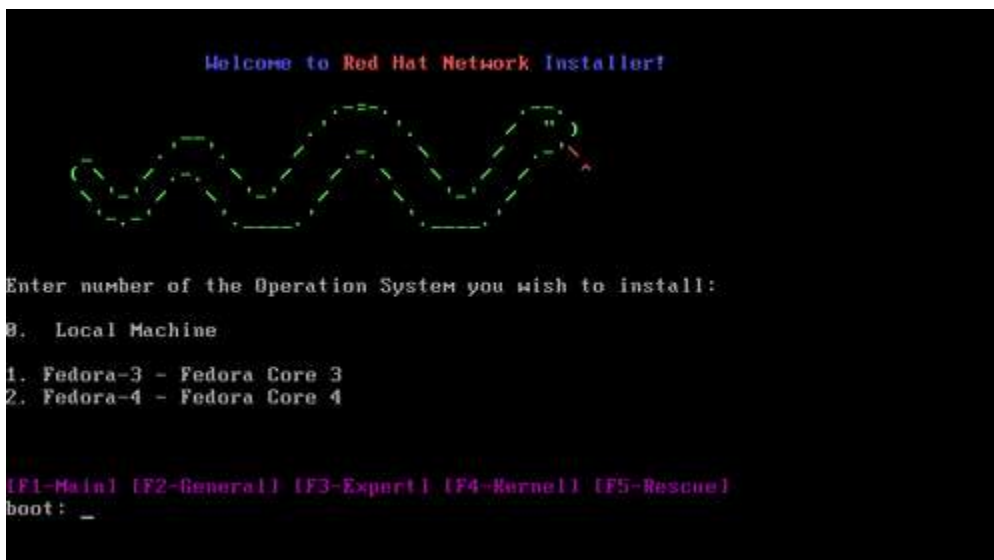 Welcome to Red Hat Network Installer!
Enter number of the Operation System you wish to install:
0. Local Machine
1. Fedora-3 - Fedora Core 3
2. Fedora-4 - Fedora Core 4
[F1-Main] [F2-General] [F3-Expert] [F4-Kernel] [F5-Rescue]
boot: _